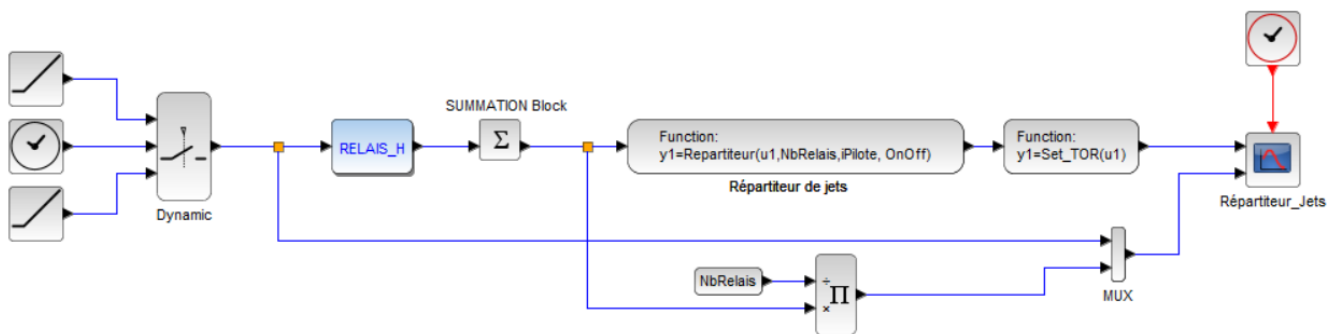 SUMMATION Block
Function:
y1=Repartiteur(u1,NbRelais,iPilote, OnOff)
Function:
y1=Set_TOR(u1)
RELAIS_H
Σ
Répartiteur de jets
Répartiteur_Jets
Dynamic
NbRelais
÷
×
Π
MUX